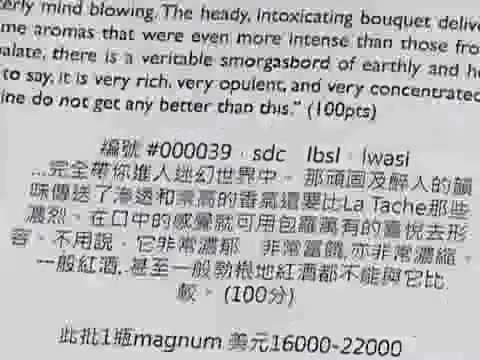 erly mind blowing. The heady, intoxicating bouquet delive
me aromas that were even more intense than those fro
palate, there is a veritable smorgasbord of earthly and he
to say, it is very rich, very opulent, and very concentrated
ine do not get any better than this." (100pts)
編號 #000039, sdc lbsl, iwasi
...完全帶你進入迷幻世界中。 那頑固及醉人的韻
味傳送了滲透和崇高的香氣還要比La Tache那些
濃烈。在口中的感覺就可用包羅萬有的喜悅去形
容。不用說, 它非常濃郁 非常富饒,亦非常濃縮。
一般紅酒,.甚至一般勃根地紅酒都不能與它比
較。(100分)
此批1瓶magnum 美元16000-22000